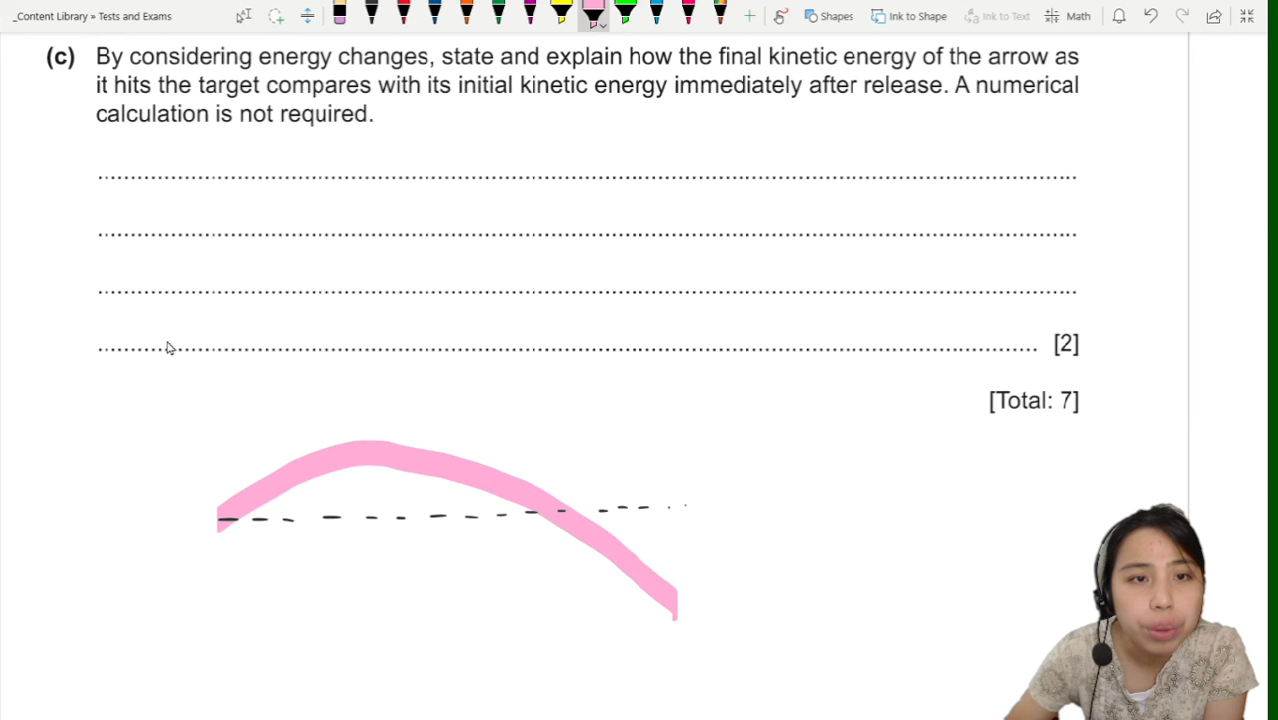 _Content Library » Tests and Exams
Shapes
Ink to Shape
Ink to Text
Math
(c) By considering energy changes, state and explain how the final kinetic energy of the arrow as
it hits the target compares with its initial kinetic energy immediately after release. A numerical
calculation is not required.
[2]
[Total: 7]